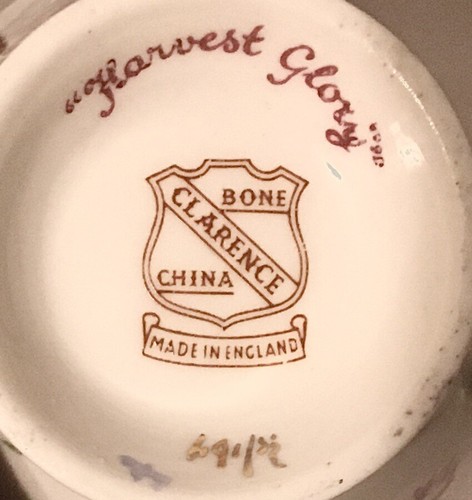 "Harvest Glory"
BONE
CLARENCE
CHINA
MADE IN ENGLAND